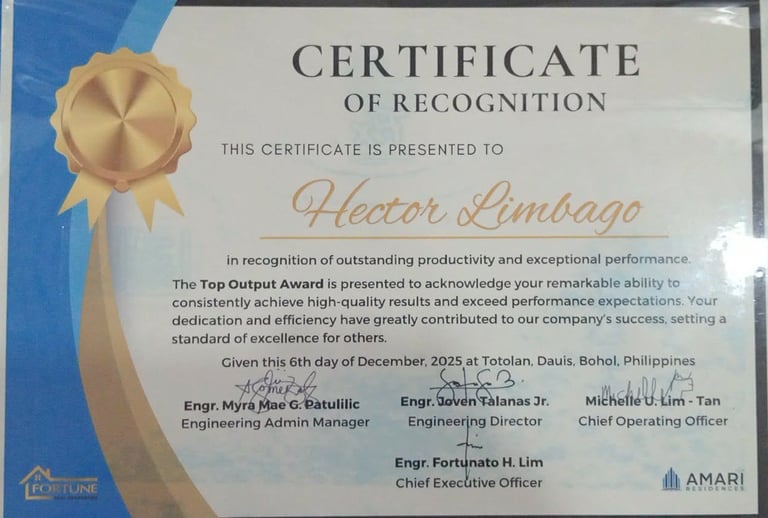 CERTIFICATE
OF RECOGNITION
THIS CERTIFICATE IS PRESENTED TO
Hector Limbago
in recognition of outstanding productivity and exceptional performance.
The Top Output Award is presented to acknowledge your remarkable ability to
consistently achieve high-quality results and exceed performance expectations. Your
dedication and efficiency have greatly contributed to our company's success, setting a
standard of excellence for others.
Given this 6th day of December, 2025 at Totolan, Dauis, Bohol, Philippines
Engr. Myra Mae G. Patulilic
Engineering Admin Manager
Engr. Joven Talanas Jr.
Engineering Director
Michelle U. Lim - Tan
Chief Operating Officer
Engr. Fortunato H. Lim
Chief Executive Officer
FORTUNE
AMARI
RESIDENCES